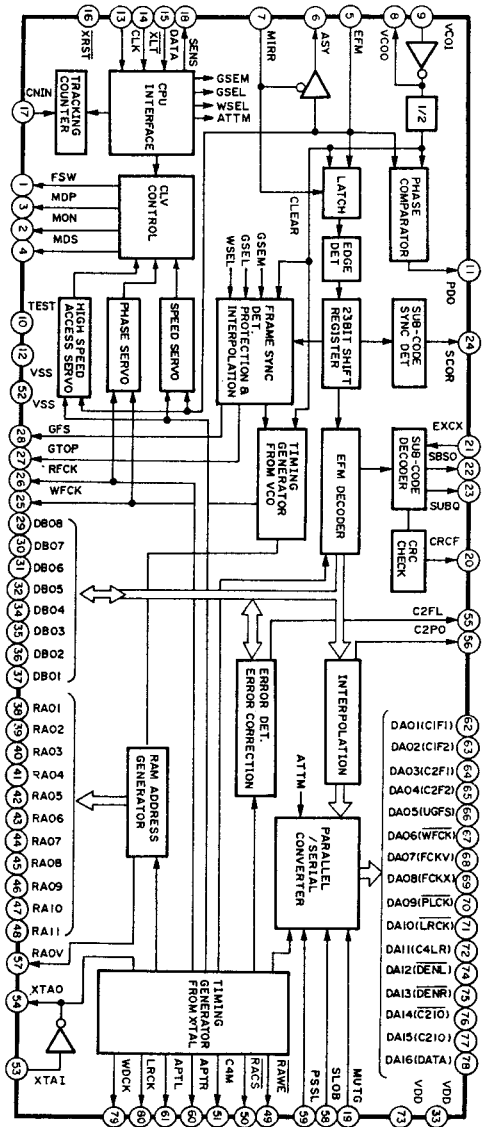 16 13 14 15 18
XRST CLK XLT DATA SENS
7 6 5 8 9
MIRR ASY EFM VCOO VCOI
CPU INTERFACE
GSEM
GSEL
WSEL
ATTM
1/2
17
CNIN
TRACKING COUNTER
CLV CONTROL
1 FSW
3 MDP
2 MON
4 MDS
LATCH
CLEAR
EDGE DET
PHASE COMPARATOR
11 PDO
10 TEST
12 VSS
52 VSS
HIGH SPEED ACCESS SERVO
PHASE SERVO
SPEED SERVO
GSEM
GSEL
WSEL
FRAME SYNC DET. PROTECTION & INTERPOLATION
23BIT SHIFT REGISTER
SUB-CODE SYNC DET
24 SCOR
28 GFS
27 GTOP
26 RFCK
25 WFCK
TIMING GENERATOR FROM VCO
EFM DECODER
SUB-CODE DECODER
CRC CHECK
21 EXCX
22 SBSO
23 SUBQ
20 CRCF
29 DB08
30 DB07
31 DB06
32 DB05
34 DB04
35 DB03
36 DB02
37 DB01
ERROR DET. ERROR CORRECTION
INTERPOLATION
55 C2FL
56 C2PO
38 RA01
39 RA02
40 RA03
41 RA04
42 RA05
43 RA06
44 RA07
45 RA08
46 RA09
47 RA10
48 RA11
57 RAOV
54 XTAO
53 XTAI
RAM ADDRESS GENERATOR
ATTM
PARALLEL /SERIAL CONVERTER
62 DA01(C1F1)
63 DA02(C1F2)
64 DA03(C2F1)
65 DA04(C2F2)
66 DA05(UGFS)
67 DA06(WFCK)
68 DA07(FCKV)
69 DA08(FCKX)
70 DA09(PLCK)
71 DA10(LRCK)
72 DA11(C4LR)
74 DA12(DENL)
75 DA13(DENR)
76 DA14(C210)
77 DA15(C210)
78 DA16(DATA)
TIMING GENERATOR FROM XTAL
79 WDCK
80 LRCK
61 APTL
60 APTR
51 C4M
50 RACS
49 RAWE
59 PSSL
58 SLOB
19 MUTG
73 VDD
33 VDD